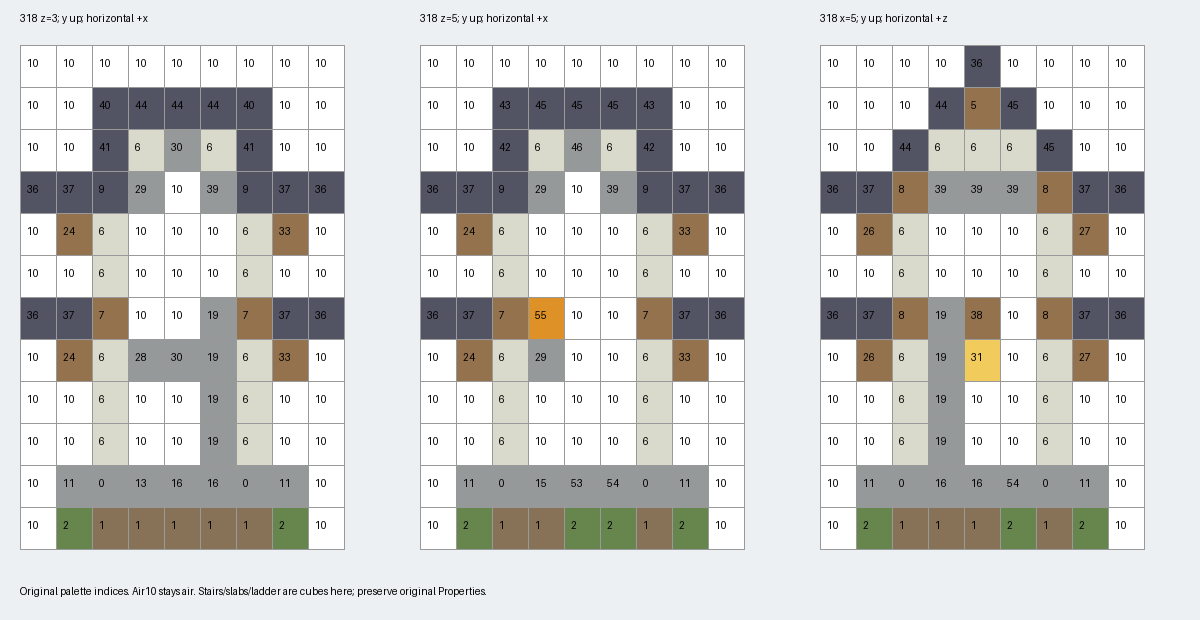 318 z=3; y up; horizontal +x
10 10 10 10 10 10 10 10 10
10 10 40 44 44 44 40 10 10
10 10 41 6 30 6 41 10 10
36 37 9 29 10 39 9 37 36
10 24 6 10 10 10 6 33 10
10 10 6 10 10 10 6 10 10
36 37 7 10 10 19 7 37 36
10 24 6 28 30 19 6 33 10
10 10 6 10 10 19 6 10 10
10 10 6 10 10 19 6 10 10
10 11 0 13 16 16 0 11 10
10 2 1 1 1 1 1 2 10
318 z=5; y up; horizontal +x
10 10 10 10 10 10 10 10 10
10 10 43 45 45 45 43 10 10
10 10 42 6 46 6 42 10 10
36 37 9 29 10 39 9 37 36
10 24 6 10 10 10 6 33 10
10 10 6 10 10 10 6 10 10
36 37 7 55 10 10 7 37 36
10 24 6 29 10 10 6 33 10
10 10 6 10 10 10 6 10 10
10 10 6 10 10 10 6 10 10
10 11 0 15 53 54 0 11 10
10 2 1 1 2 2 1 2 10
318 x=5; y up; horizontal +z
10 10 10 10 36 10 10 10 10
10 10 10 44 5 45 10 10 10
10 10 44 6 6 6 45 10 10
36 37 8 39 39 39 8 37 36
10 26 6 10 10 10 6 27 10
10 10 6 10 10 10 6 10 10
36 37 8 19 38 10 8 37 36
10 26 6 19 31 10 6 27 10
10 10 6 19 10 10 6 10 10
10 10 6 19 10 10 6 10 10
10 11 0 16 16 54 0 11 10
10 2 1 1 1 2 1 2 10
Original palette indices. Air10 stays air. Stairs/slabs/ladder are cubes here; preserve original Properties.